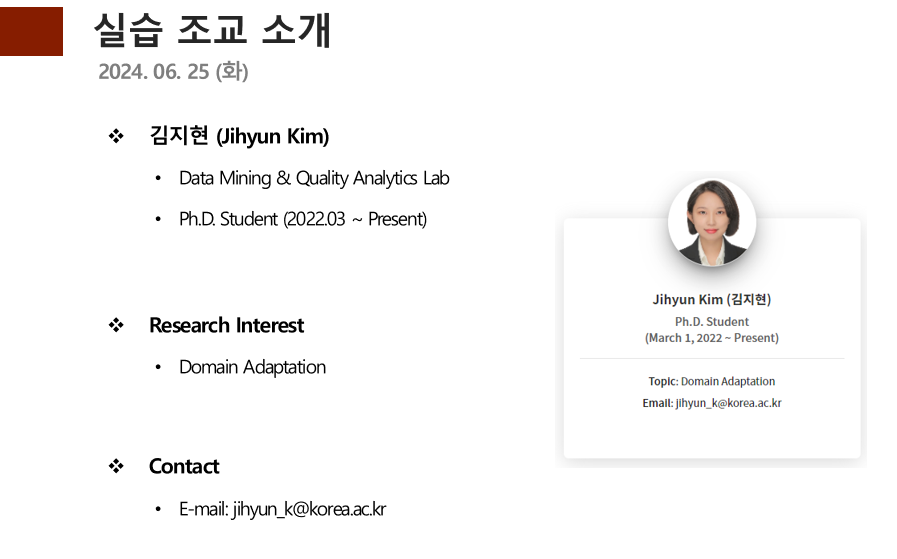 실습 조교 소개
2024. 06. 25 (화)
❖ 김지현 (Jihyun Kim)
• Data Mining & Quality Analytics Lab
• Ph.D. Student (2022.03 ~ Present)
❖ Research Interest
• Domain Adaptation
❖ Contact
• E-mail: jihyun_k@korea.ac.kr
Jihyun Kim (김지현)
Ph.D. Student
(March 1, 2022 ~ Present)
Topic: Domain Adaptation
Email: jihyun_k@korea.ac.kr